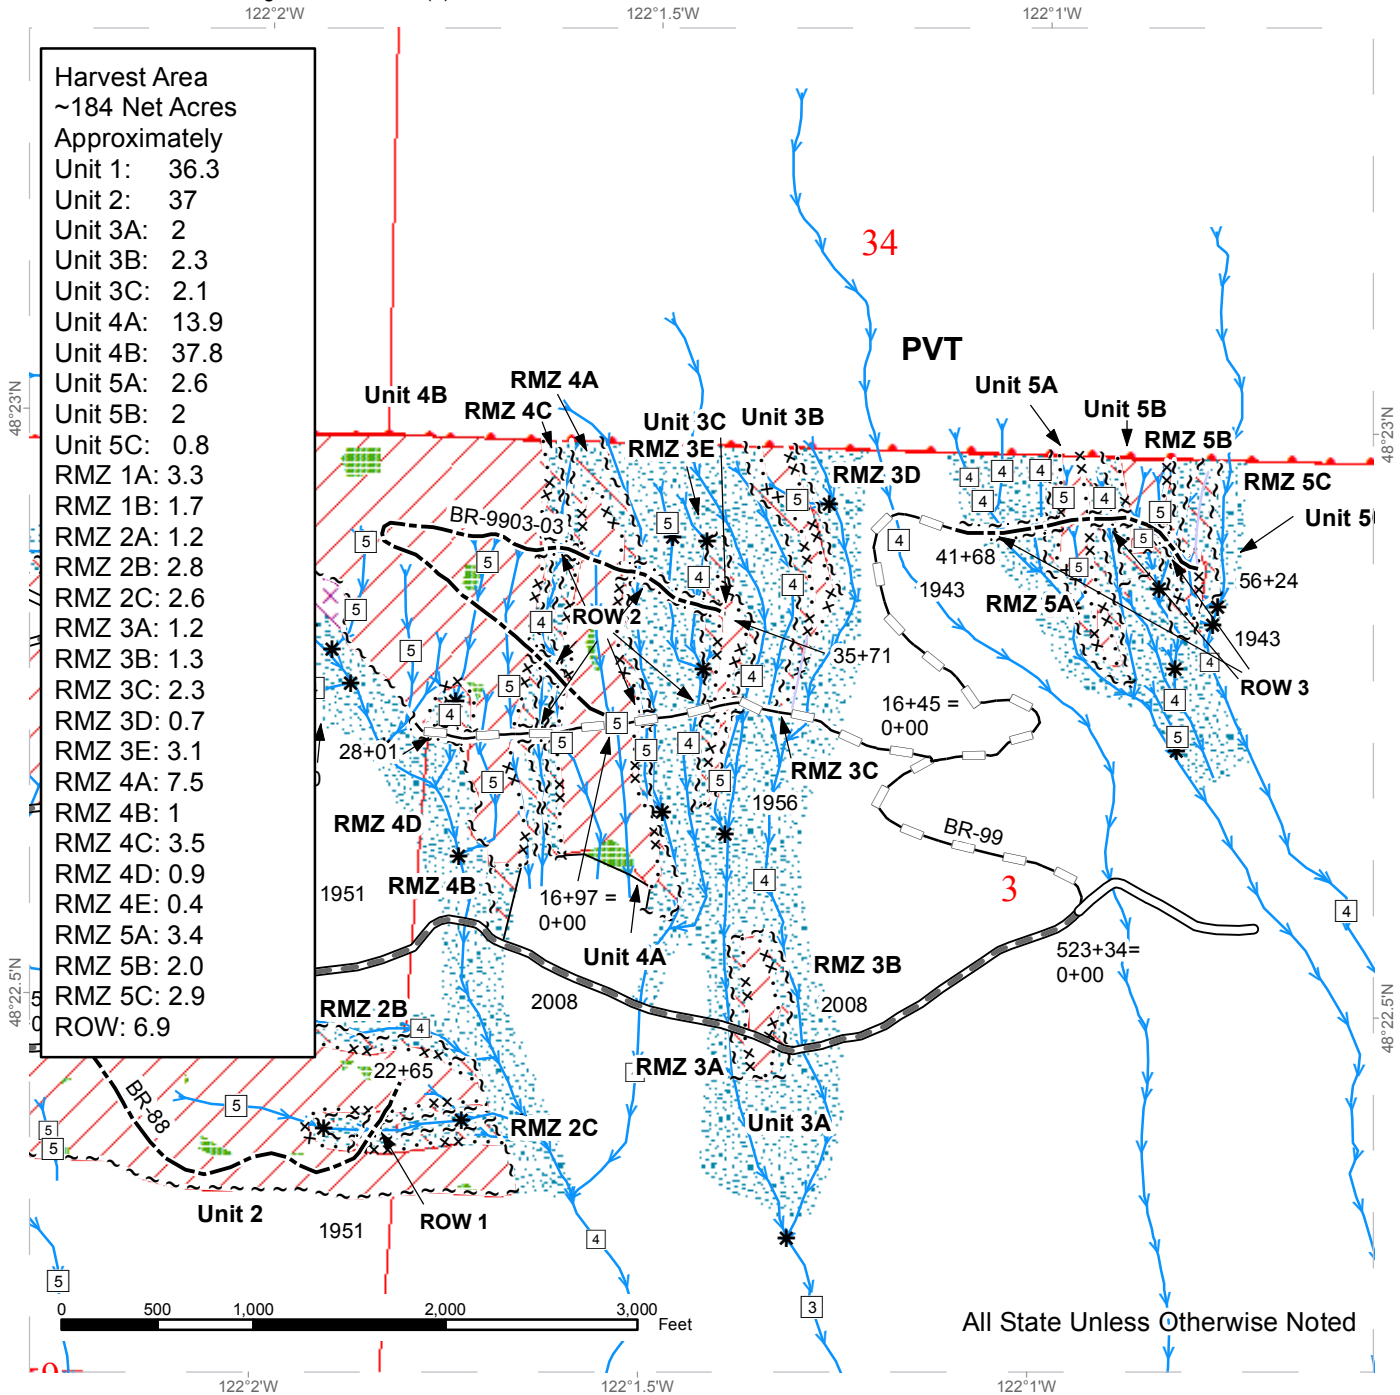 122°2'W
122°1.5'W
122°1'W
Harvest Area
~184 Net Acres
Approximately
Unit 1: 36.3
Unit 2: 37
Unit 3A: 2
Unit 3B: 2.3
Unit 3C: 2.1
Unit 4A: 13.9
Unit 4B: 37.8
Unit 5A: 2.6
Unit 5B: 2
Unit 5C: 0.8
RMZ 1A: 3.3
RMZ 1B: 1.7
RMZ 2A: 1.2
RMZ 2B: 2.8
RMZ 2C: 2.6
RMZ 3A: 1.2
RMZ 3B: 1.3
RMZ 3C: 2.3
RMZ 3D: 0.7
RMZ 3E: 3.1
RMZ 4A: 7.5
RMZ 4B: 1
RMZ 4C: 3.5
RMZ 4D: 0.9
RMZ 4E: 0.4
RMZ 5A: 3.4
RMZ 5B: 2.0
RMZ 5C: 2.9
ROW: 6.9
34
PVT
48°23'N
48°23'N
Unit 4B
RMZ 4A
RMZ 4C
Unit 3C
Unit 3B
RMZ 3E
RMZ 3D
Unit 5A
Unit 5B
RMZ 5B
RMZ 5C
BR-9903-03
41+68
1943
RMZ 5A
56+24
1943
ROW 2
35+71
16+45 =
0+00
ROW 3
28+01
RMZ 3C
1956
RMZ 4D
BR-99
RMZ 4B
1951
16+97 =
0+00
3
Unit 4A
RMZ 3B
523+34=
0+00
2008
2008
48°22.5'N
48°22.5'N
RMZ 2B
22+65
RMZ 3A
BR-88
RMZ 2C
Unit 3A
Unit 2
ROW 1
1951
0
500
1,000
2,000
3,000
Feet
All State Unless Otherwise Noted
122°2'W
122°1.5'W
122°1'W